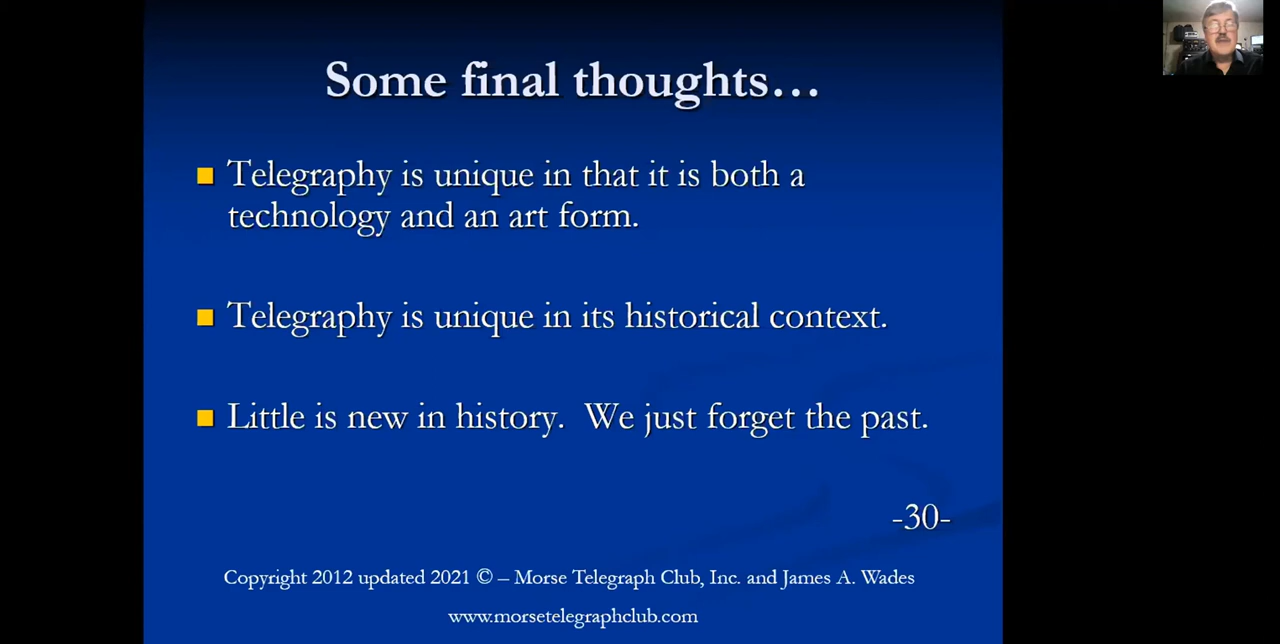 Some final thoughts…
Telegraphy is unique in that it is both a
technology and an art form.
Telegraphy is unique in its historical context.
Little is new in history.  We just forget the past.
-30-
Copyright 2012 updated 2021 © – Morse Telegraph Club, Inc. and James A. Wades
www.morsetelegraphclub.com